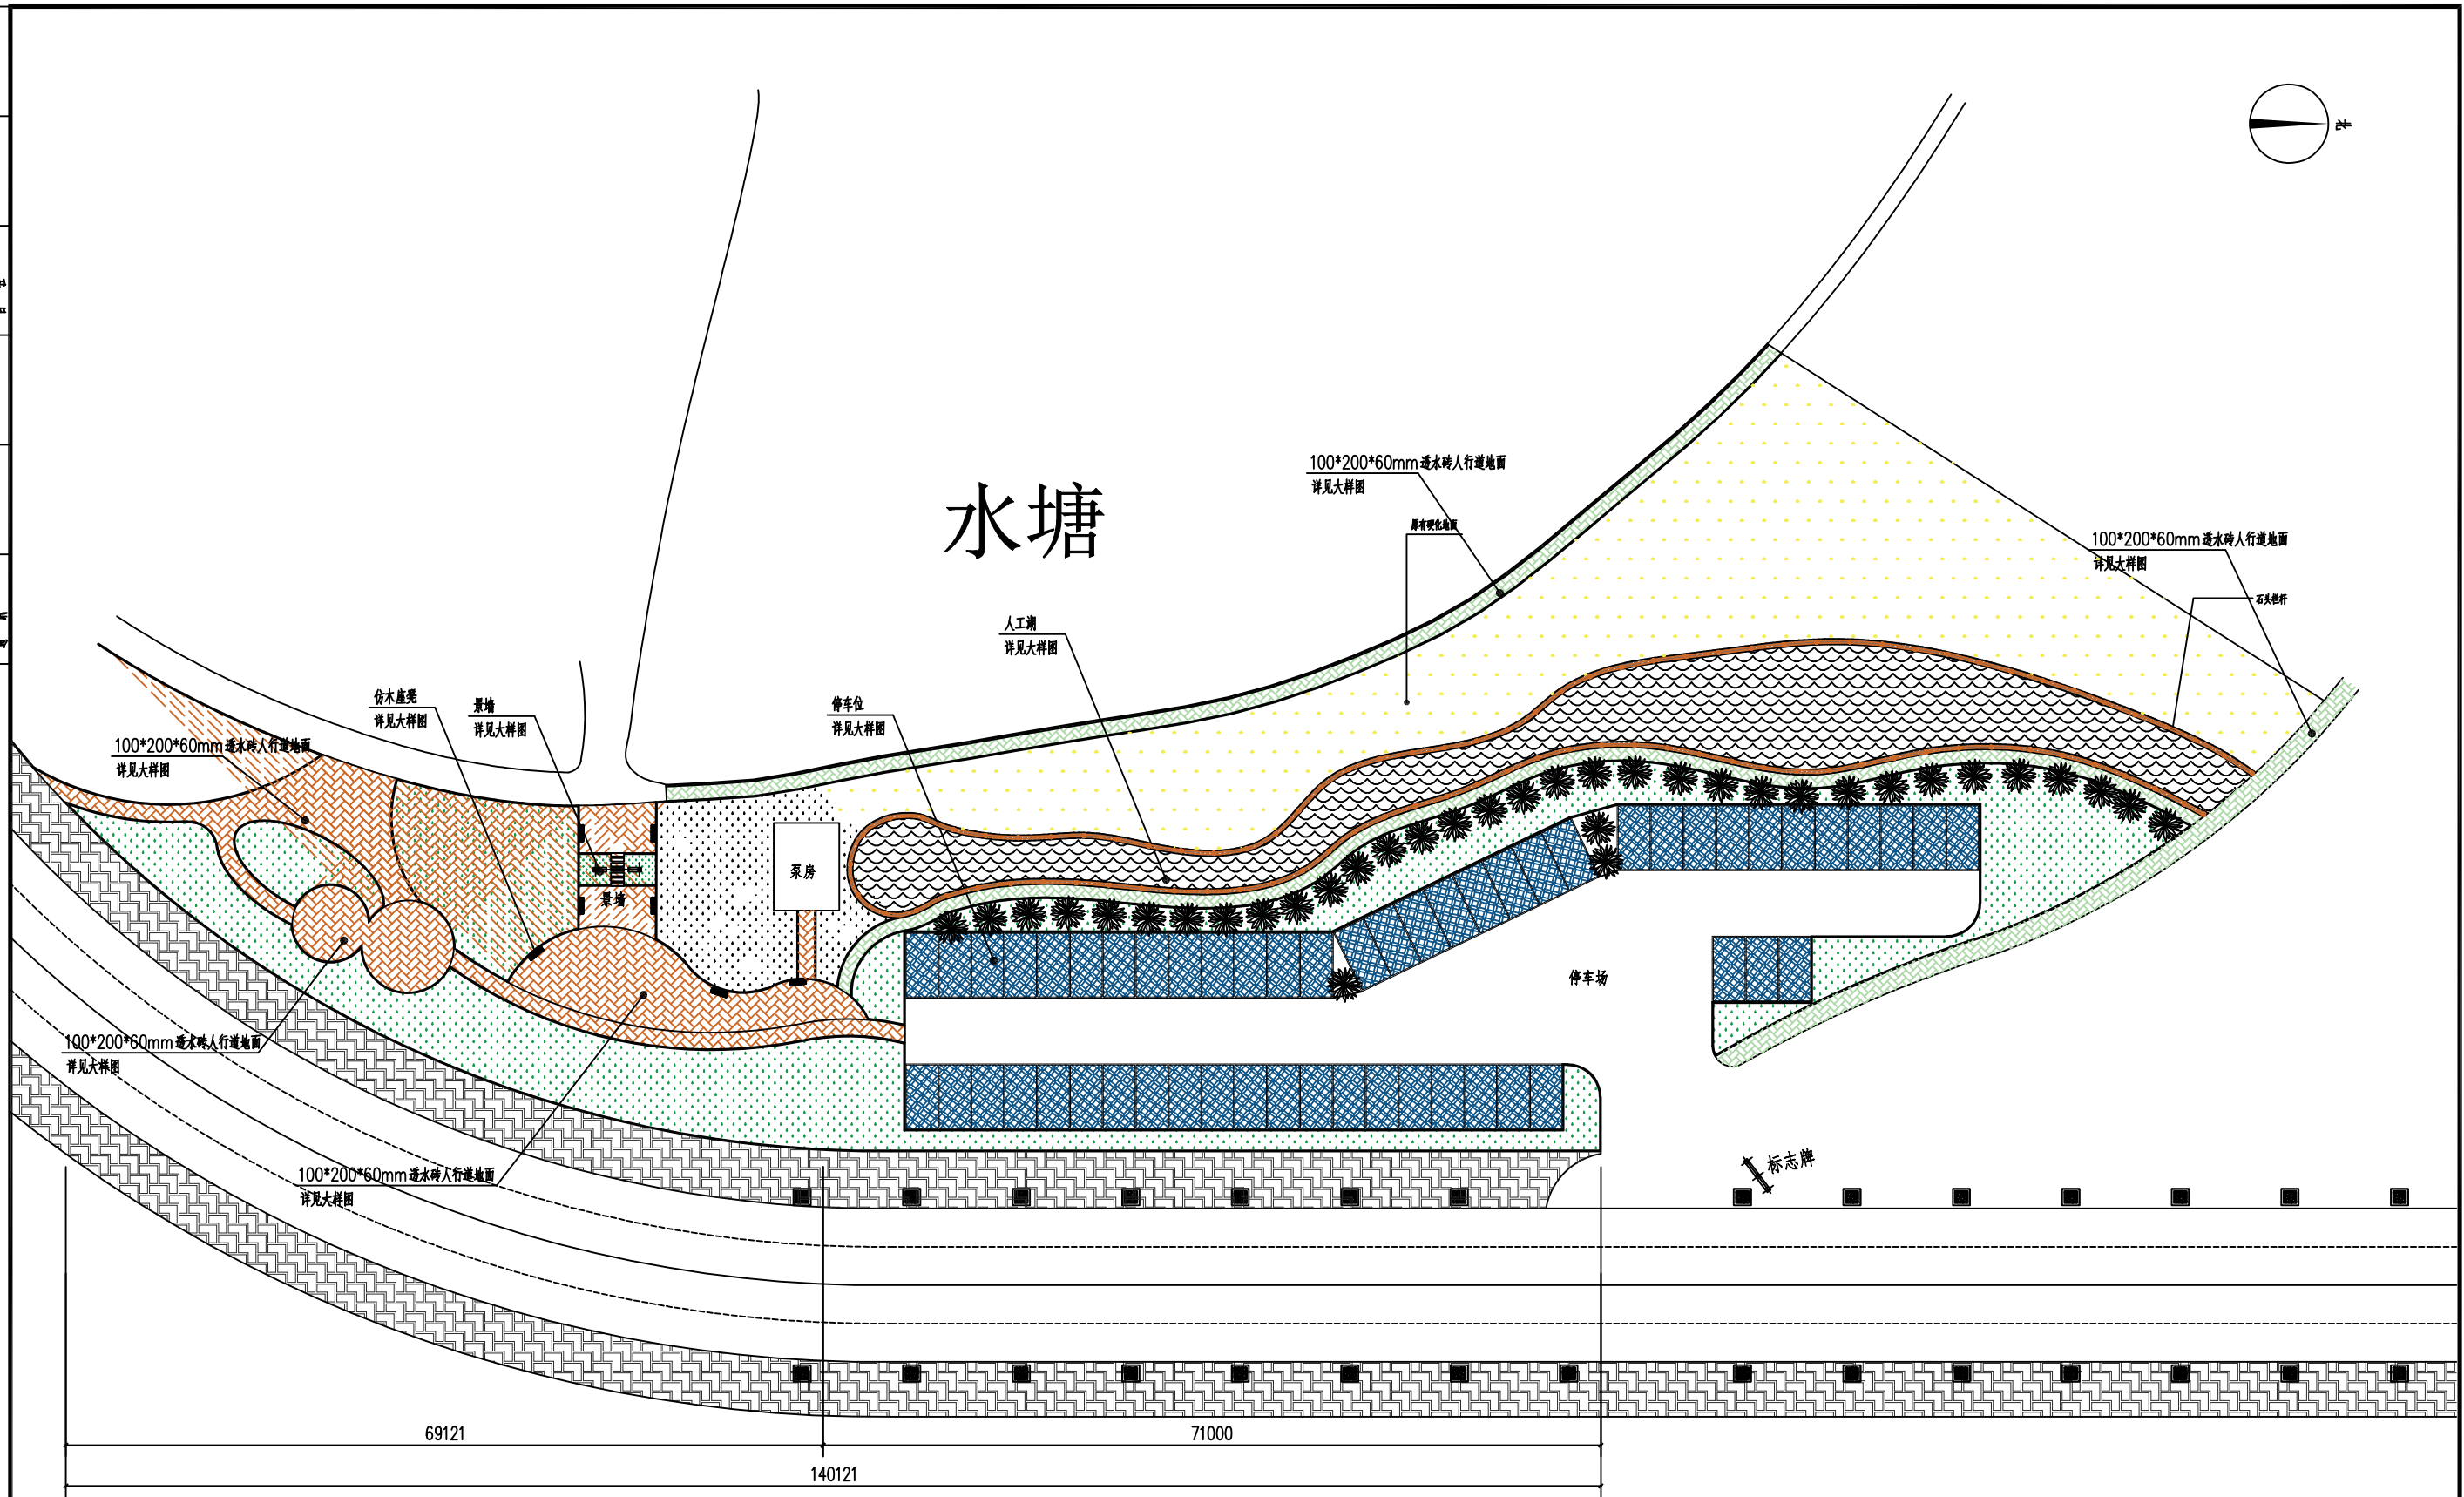 北
水塘
100*200*60mm透水砖人行道地面
详见大样图
原有硬化地面
100*200*60mm透水砖人行道地面
详见大样图
石头栏杆
人工湖
详见大样图
仿木座凳
详见大样图
景墙
详见大样图
停车位
详见大样图
100*200*60mm透水砖人行道地面
详见大样图
泵房
景墙
停车场
100*200*60mm透水砖人行道地面
详见大样图
100*200*60mm透水砖人行道地面
详见大样图
标志牌
69121
71000
140121